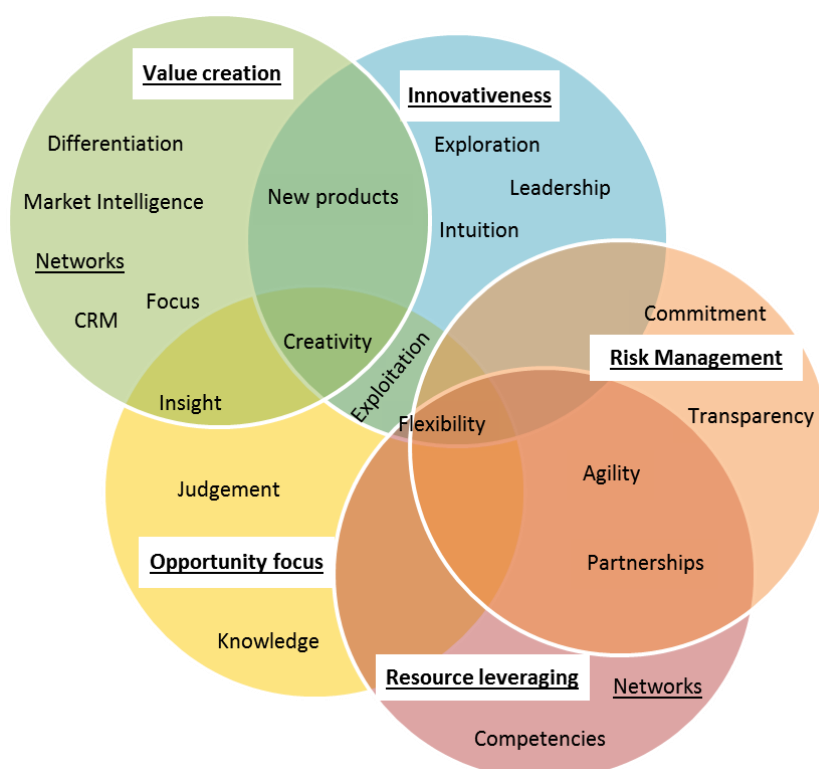 Value creation
Innovativeness
Differentiation
Exploration
Leadership
Market Intelligence
New products
Intuition
Networks
Focus
CRM
Creativity
Exploitation
Commitment
Risk Management
Insight
Flexibility
Transparency
Judgement
Agility
Opportunity focus
Partnerships
Knowledge
Resource leveraging
Networks
Competencies